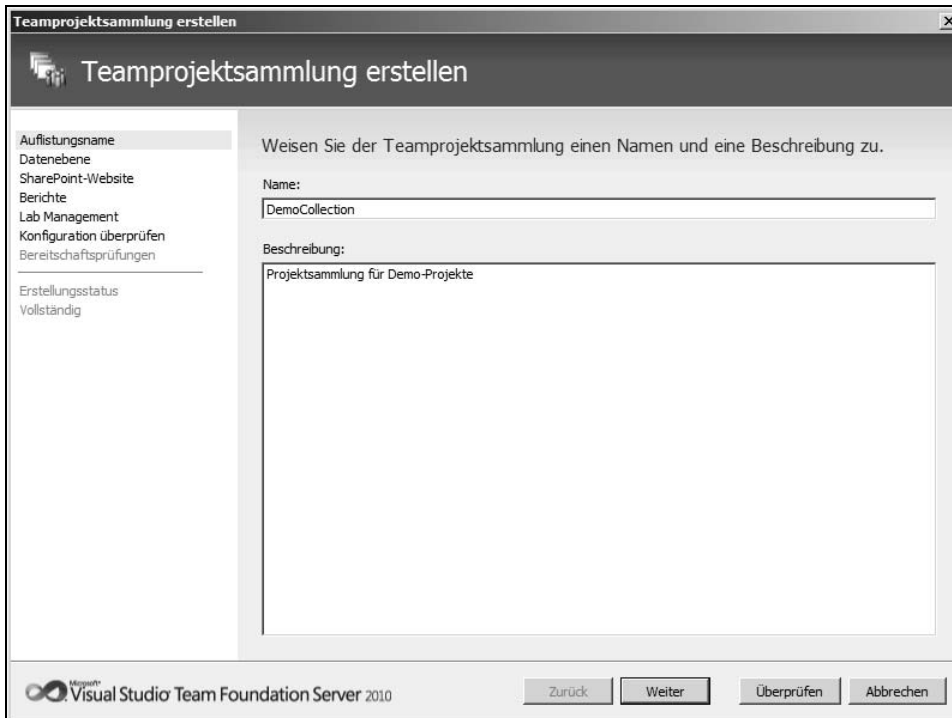 Teamprojektsammlung erstellen
Teamprojektsammlung erstellen
Auflistungsname
Datenebene
SharePoint-Website
Berichte
Lab Management
Konfiguration überprüfen
Bereitschaftsprüfungen
Erstellungsstatus
Vollständig
Weisen Sie der Teamprojektsammlung einen Namen und eine Beschreibung zu.
Name:
DemoCollection
Beschreibung:
Projektsammlung für Demo-Projekte
Microsoft®
Visual Studio Team Foundation Server 2010
Zurück
Weiter
Überprüfen
Abbrechen